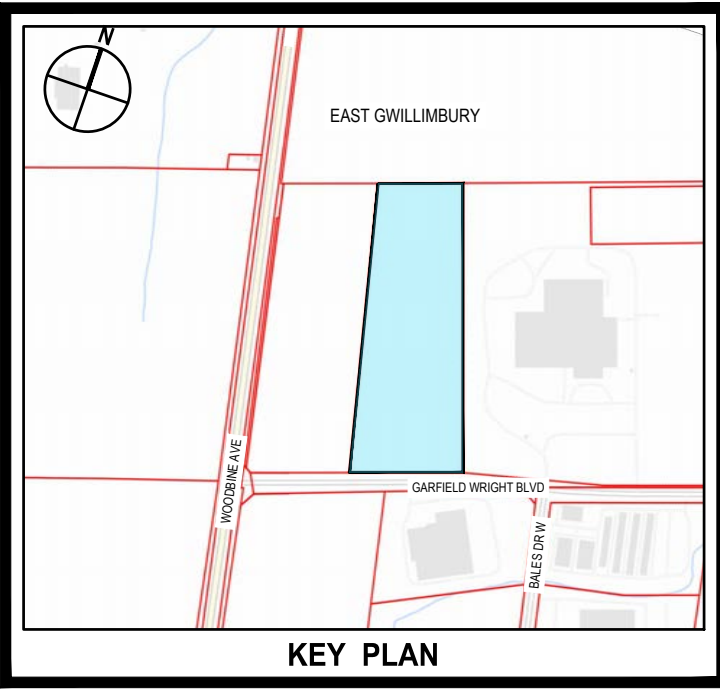 N
EAST GWILLIMBURY
WOODBINE AVE
GARFIELD WRIGHT BLVD
BALES DR W
KEY PLAN